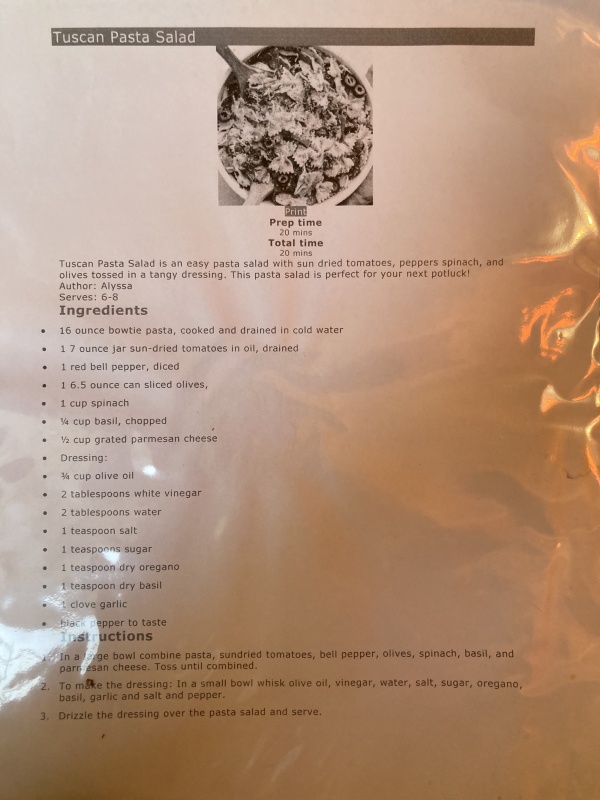 Tuscan Pasta Salad
Print
Prep time
20 mins
Total time
20 mins
Tuscan Pasta Salad is an easy pasta salad with sun dried tomatoes, peppers spinach, and
olives tossed in a tangy dressing. This pasta salad is perfect for your next potluck!
Author: Alyssa
Serves: 6-8
Ingredients
• 16 ounce bowtie pasta, cooked and drained in cold water
• 1 7 ounce jar sun-dried tomatoes in oil, drained
• 1 red bell pepper, diced
• 1 6.5 ounce can sliced olives,
• 1 cup spinach
• ¼ cup basil, chopped
• ½ cup grated parmesan cheese
• Dressing:
• ¾ cup olive oil
• 2 tablespoons white vinegar
• 2 tablespoons water
• 1 teaspoon salt
• 1 teaspoons sugar
• 1 teaspoon dry oregano
• 1 teaspoon dry basil
• 1 clove garlic
• black pepper to taste
Instructions
1. In a large bowl combine pasta, sundried tomatoes, bell pepper, olives, spinach, basil, and
parmesan cheese. Toss until combined.
2. To make the dressing: In a small bowl whisk olive oil, vinegar, water, salt, sugar, oregano,
basil, garlic and salt and pepper.
3. Drizzle the dressing over the pasta salad and serve.